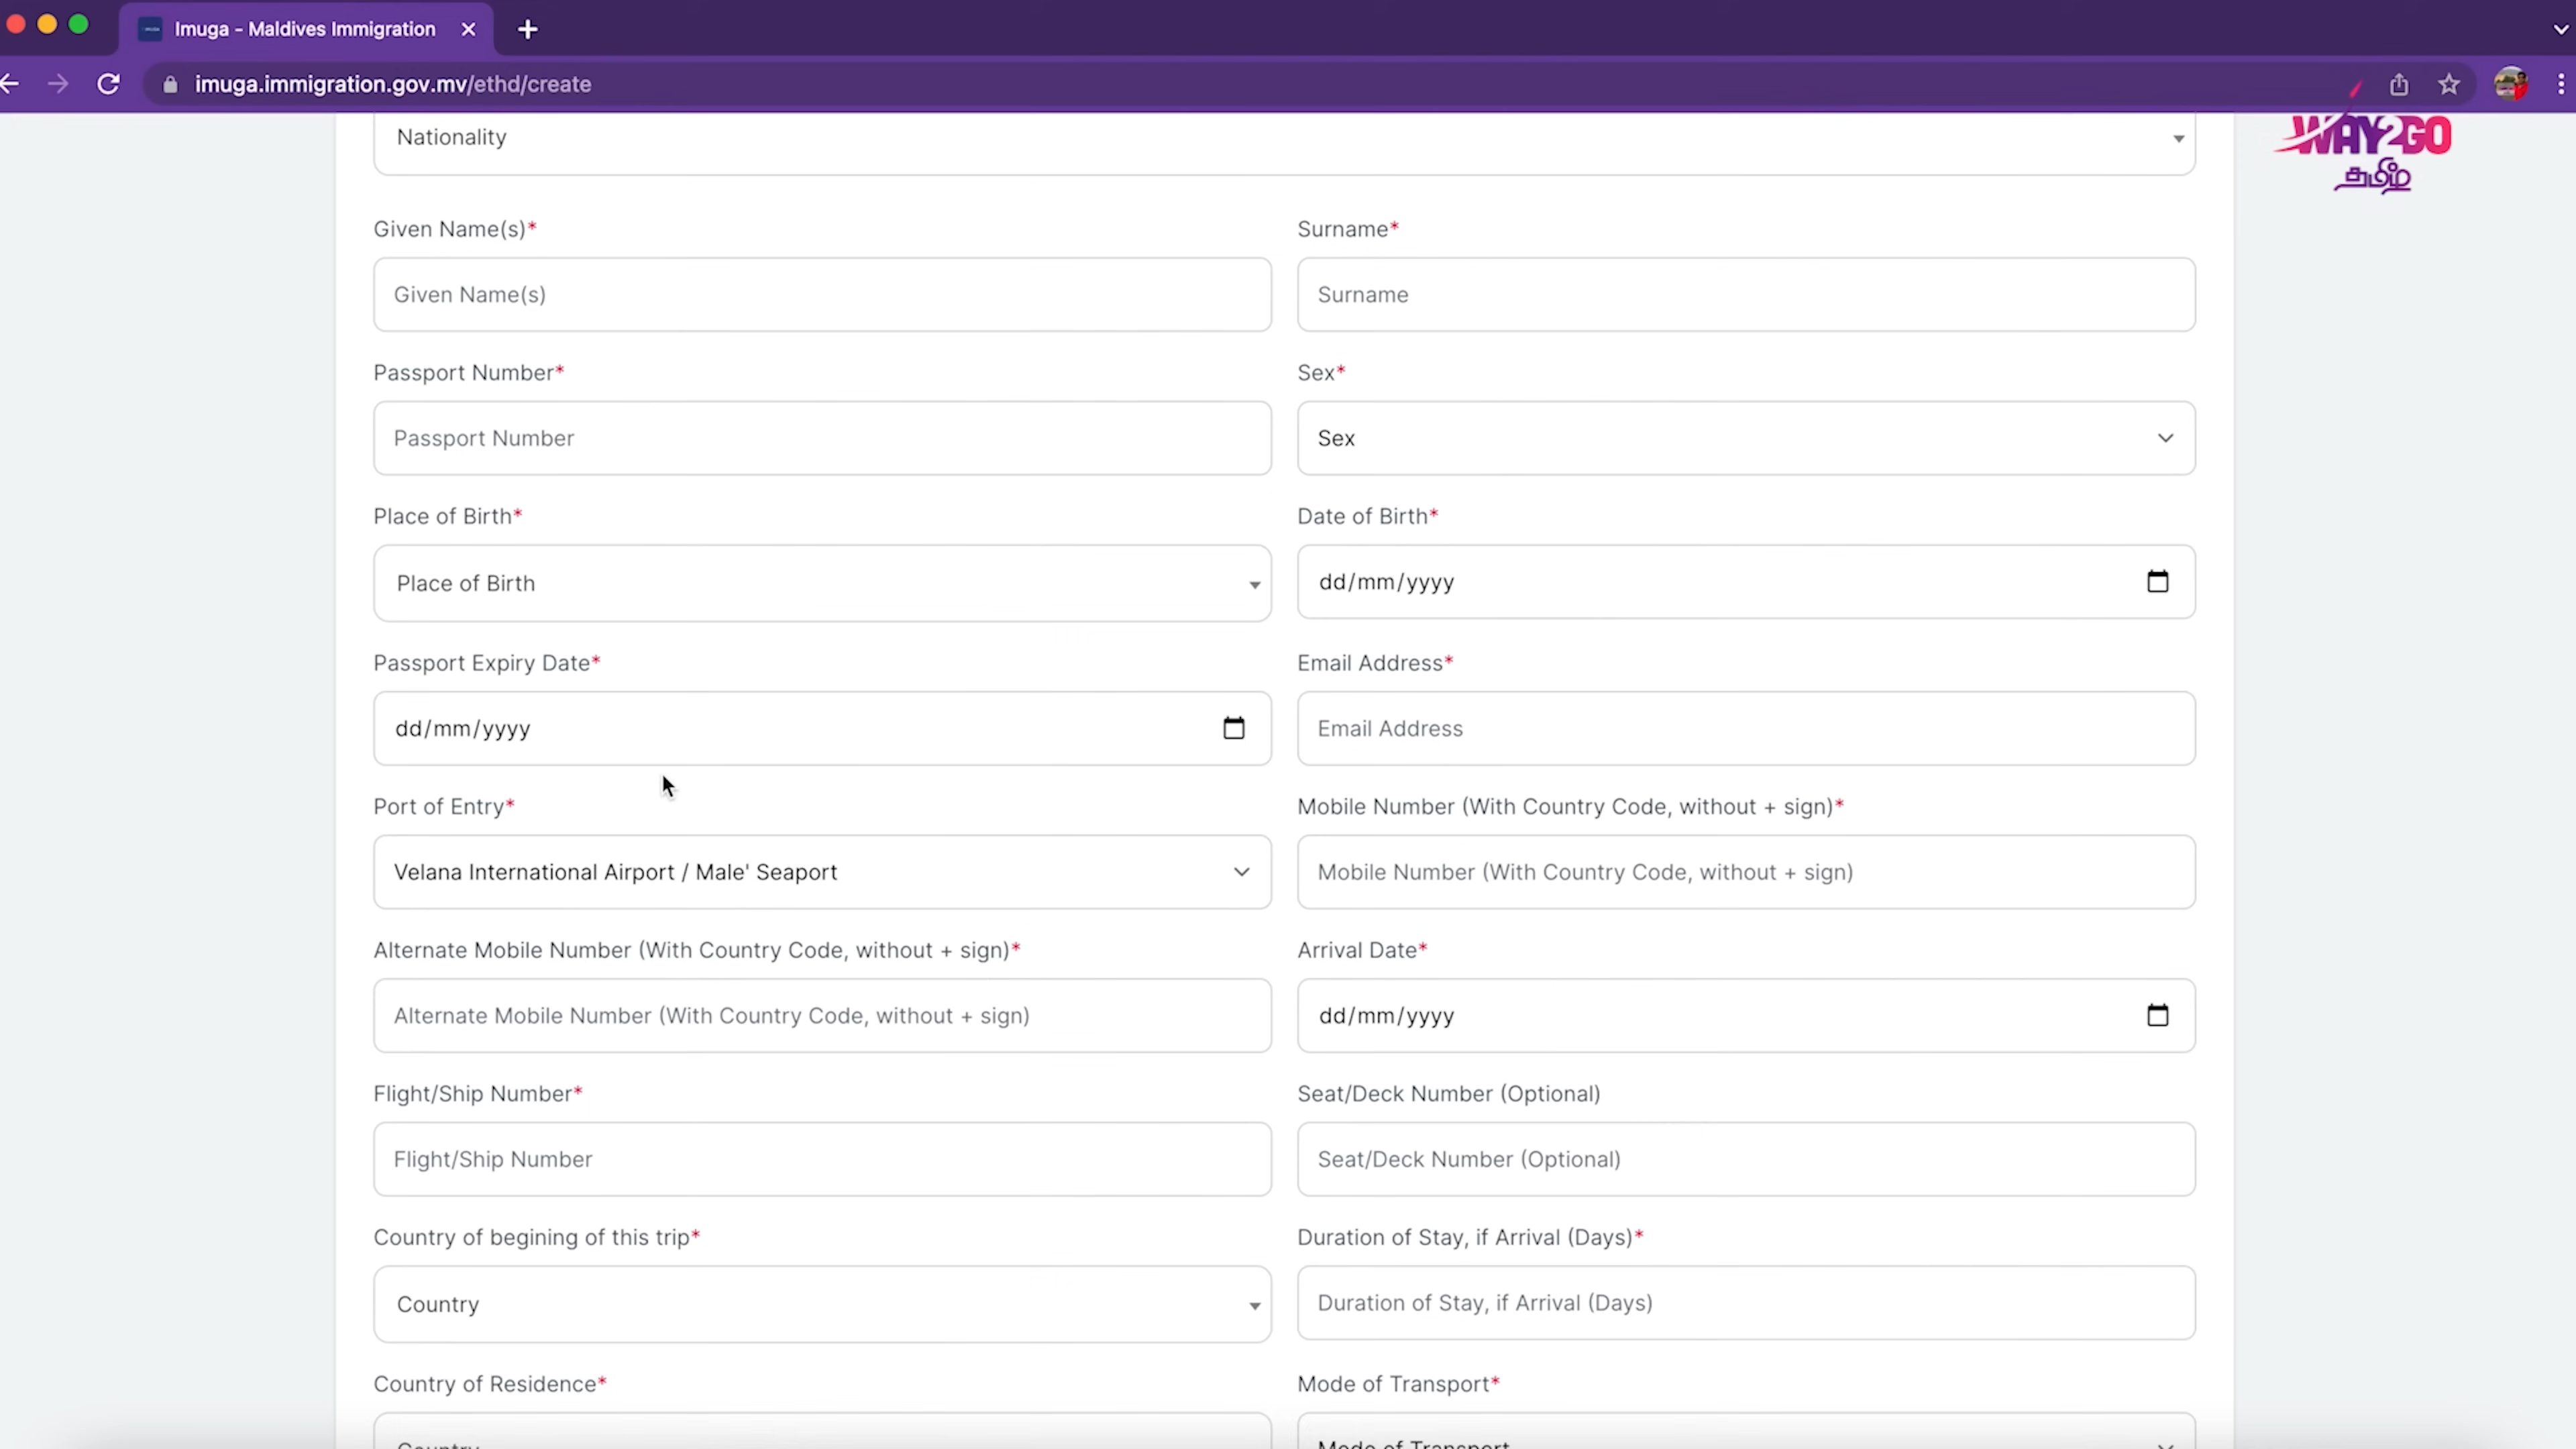 Imuga - Maldives Immigration
imuga.immigration.gov.mv/ethd/create
WAY2GO
தமிழ்
Nationality
Given Name(s)* Surname*
Given Name(s) Surname
Passport Number* Sex*
Passport Number Sex
Place of Birth* Date of Birth*
Place of Birth dd/mm/yyyy
Passport Expiry Date* Email Address*
dd/mm/yyyy Email Address
Port of Entry* Mobile Number (With Country Code, without + sign)*
Velana International Airport / Male' Seaport Mobile Number (With Country Code, without + sign)
Alternate Mobile Number (With Country Code, without + sign)* Arrival Date*
Alternate Mobile Number (With Country Code, without + sign) dd/mm/yyyy
Flight/Ship Number* Seat/Deck Number (Optional)
Flight/Ship Number Seat/Deck Number (Optional)
Country of begining of this trip* Duration of Stay, if Arrival (Days)*
Country Duration of Stay, if Arrival (Days)
Country of Residence* Mode of Transport*
Country Mode of Transport